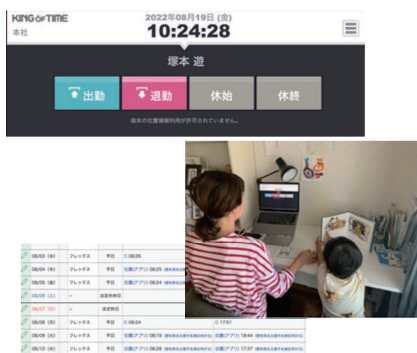 KING OF TIME
本社
2022年08月19日 (金)
10:24:28
塚本 遊
出勤 退勤 休始 休終
端末の位置情報利用が許可されていません。
08/03 (水) フレックス 平日 C 08:26
08/04 (木) フレックス 平日 位置(アプリ) 08:25
08/05 (金) フレックス 平日 位置(アプリ) 08:24
08/06 (土) -- 法定外休日
08/07 (日) -- 法定休日
08/08 (月) フレックス 平日 C 08:24 C 17:51
08/09 (火) フレックス 平日 位置(アプリ) 08:19 位置(アプリ) 18:44
08/10 (水) フレックス 平日 位置(アプリ) 08:28 位置(アプリ) 17:37